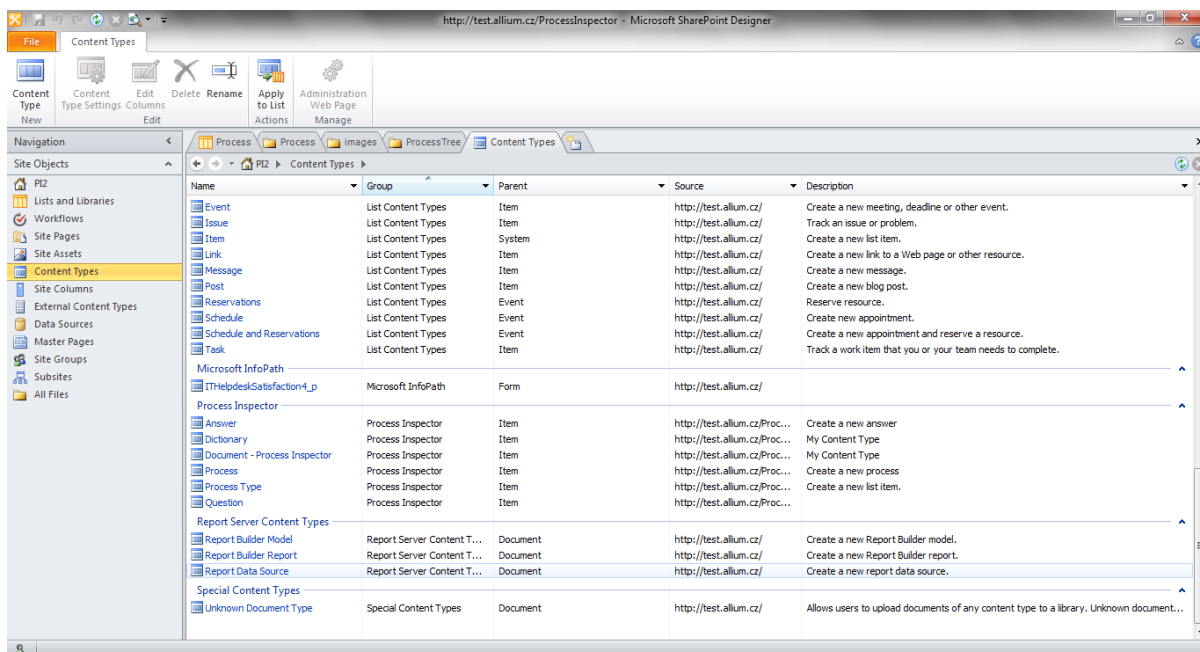 http://test.allium.cz/ProcessInspector - Microsoft SharePoint Designer
File Content Types
Content Type Content Type Settings Edit Columns Delete Rename Apply to List Administration Web Page
New Edit Actions Manage
Navigation Process Process images ProcessTree Content Types
Site Objects PI2 Content Types
PI2
Lists and Libraries
Workflows
Site Pages
Site Assets
Content Types
Site Columns
External Content Types
Data Sources
Master Pages
Site Groups
Subsites
All Files
Name Group Parent Source Description
Event List Content Types Item http://test.allium.cz/ Create a new meeting, deadline or other event.
Issue List Content Types Item http://test.allium.cz/ Track an issue or problem.
Item List Content Types System http://test.allium.cz/ Create a new list item.
Link List Content Types Item http://test.allium.cz/ Create a new link to a Web page or other resource.
Message List Content Types Item http://test.allium.cz/ Create a new message.
Post List Content Types Item http://test.allium.cz/ Create a new blog post.
Reservations List Content Types Event http://test.allium.cz/ Reserve resource.
Schedule List Content Types Event http://test.allium.cz/ Create new appointment.
Schedule and Reservations List Content Types Event http://test.allium.cz/ Create a new appointment and reserve a resource.
Task List Content Types Item http://test.allium.cz/ Track a work item that you or your team needs to complete.
Microsoft InfoPath
ITHelpdeskSatisfaction4_p Microsoft InfoPath Form http://test.allium.cz/
Process Inspector
Answer Process Inspector Item http://test.allium.cz/Proc... Create a new answer
Dictionary Process Inspector Item http://test.allium.cz/Proc... My Content Type
Document - Process Inspector Process Inspector Item http://test.allium.cz/Proc... My Content Type
Process Process Inspector Item http://test.allium.cz/Proc... Create a new process
Process Type Process Inspector Item http://test.allium.cz/Proc... Create a new list item.
Question Process Inspector Item http://test.allium.cz/Proc...
Report Server Content Types
Report Builder Model Report Server Content T... Document http://test.allium.cz/ Create a new Report Builder model.
Report Builder Report Report Server Content T... Document http://test.allium.cz/ Create a new Report Builder report.
Report Data Source Report Server Content T... Document http://test.allium.cz/ Create a new report data source.
Special Content Types
Unknown Document Type Special Content Types Document http://test.allium.cz/ Allows users to upload documents of any content type to a library. Unknown document...